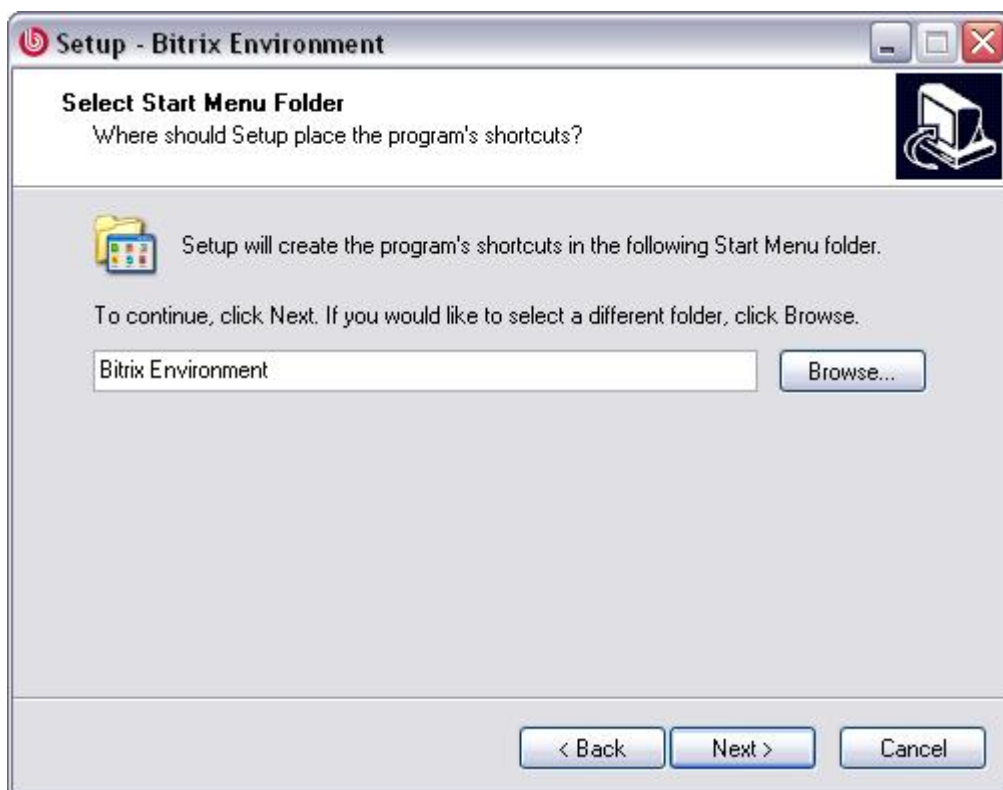 Setup - Bitrix Environment
Select Start Menu Folder
Where should Setup place the program's shortcuts?
Setup will create the program's shortcuts in the following Start Menu folder.
To continue, click Next. If you would like to select a different folder, click Browse.
Bitrix Environment
Browse...
< Back
Next >
Cancel